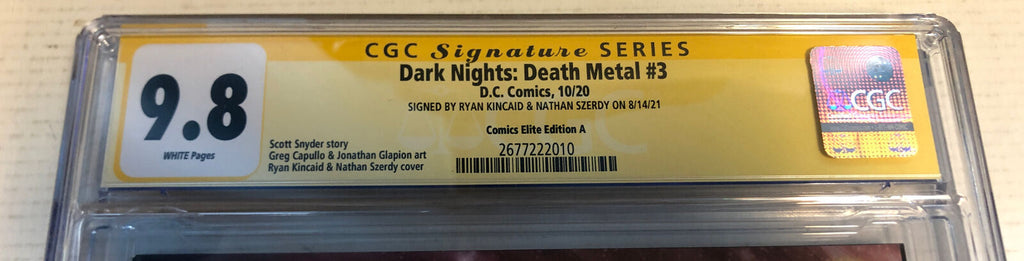 CGC Signature SERIES
Dark Nights: Death Metal #3
D.C. Comics, 10/20
SIGNED BY RYAN KINCAID & NATHAN SZERDY ON 8/14/21
Comics Elite Edition A
2677222010
9.8
WHITE Pages
Scott Snyder story
Greg Capullo & Jonathan Glapion art
Ryan Kincaid & Nathan Szerdy cover
CGC